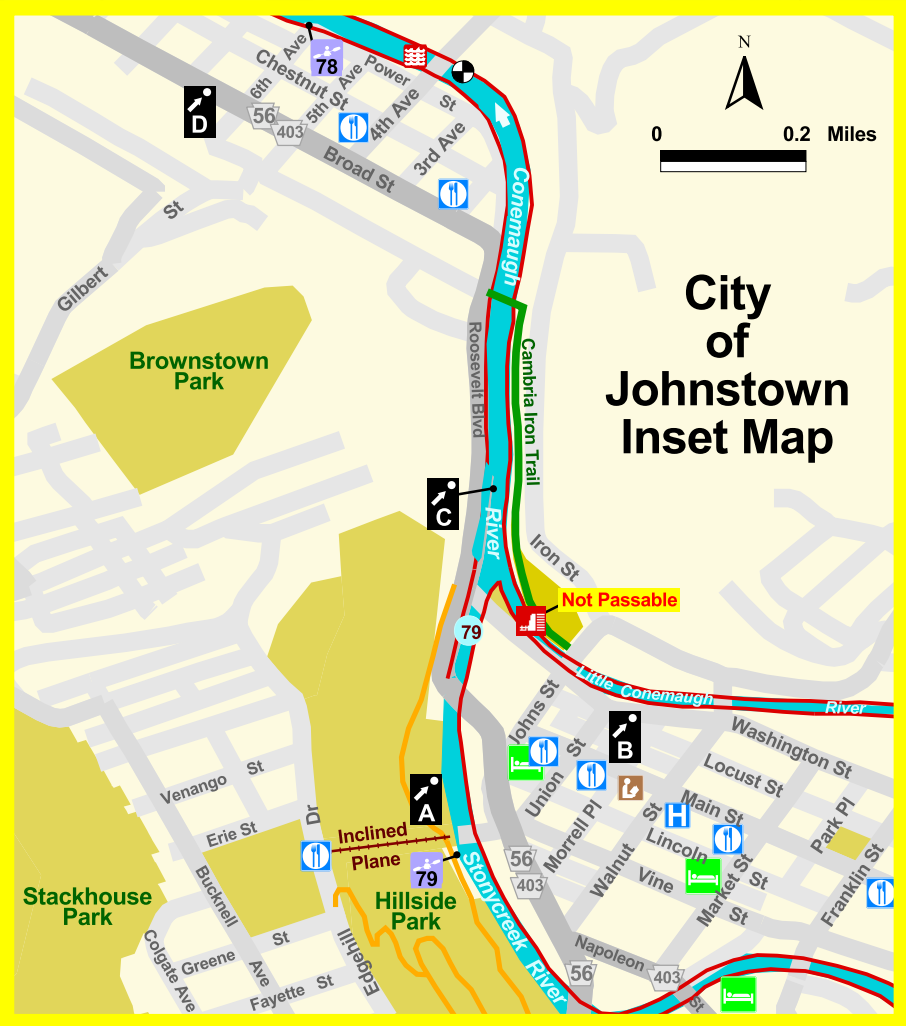 N
0 0.2 Miles
City
of
Johnstown
Inset Map
78
6th Ave
Chestnut St
5th Ave
Power St
4th Ave
3rd Ave
56
403
D
Broad St
Conemaugh
River
Gilbert St
Brownstown
Park
Roosevelt Blvd
Cambria Iron Trail
C
Iron St
Not Passable
79
Little Conemaugh River
Johns St
B
Washington St
Locust St
Union St
Main St
Morrell Pl
H
Park Pl
Walnut St
Lincoln St
Vine St
Market St
Franklin St
Venango St
A
Erie St
Dr
Inclined
Plane
79
56
403
Stonycreek River
Stackhouse
Park
Hillside
Park
Bucknell Ave
Colgate Ave
Greene St
Edgehill
Fayette St
Napoleon St
56
403